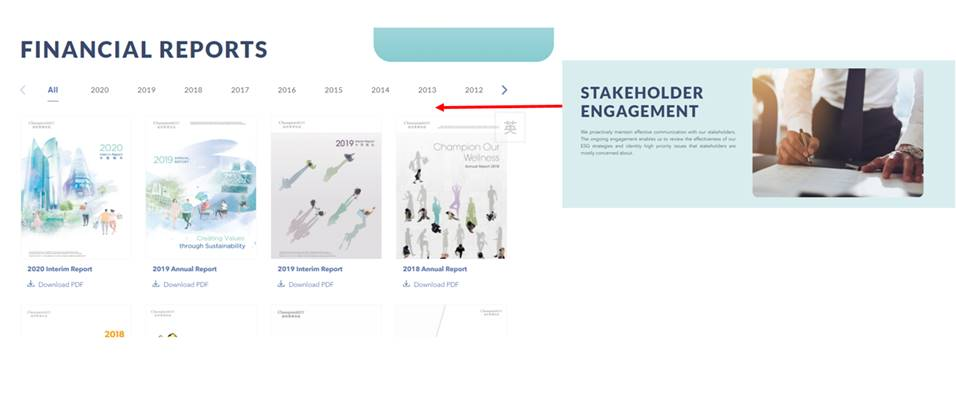 FINANCIAL REPORTS
All 2020 2019 2018 2017 2016 2015 2014 2013 2012
英
2020
Interim Report
2019 ANNUAL
REPORT
Creating Values
through Sustainability
2019
Champion Our
Wellness
Annual Report 2018
2020 Interim Report 2019 Annual Report 2019 Interim Report 2018 Annual Report
Download PDF Download PDF Download PDF Download PDF
2018
STAKEHOLDER
ENGAGEMENT
We proactively maintain effective communication with our stakeholders.
The ongoing engagement enables us to review the effectiveness of our
ESG strategies and identify high priority issues that stakeholders are
mostly concerned about.